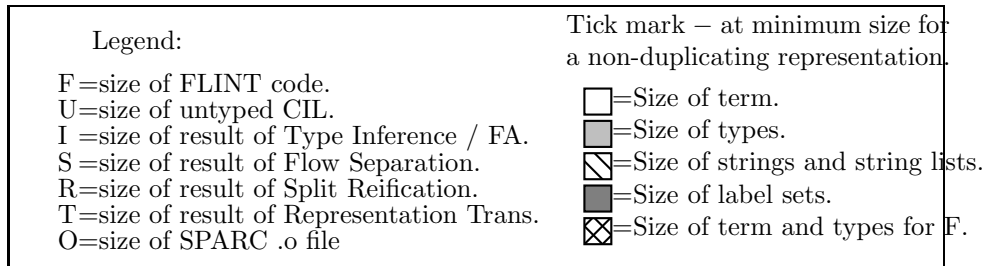 Legend:
F=size of FLINT code.
U=size of untyped CIL.
I =size of result of Type Inference / FA.
S =size of result of Flow Separation.
R=size of result of Split Reification.
T=size of result of Representation Trans.
O=size of SPARC .o file
Tick mark − at minimum size for
a non-duplicating representation.
=Size of term.
=Size of types.
=Size of strings and string lists.
=Size of label sets.
=Size of term and types for F.